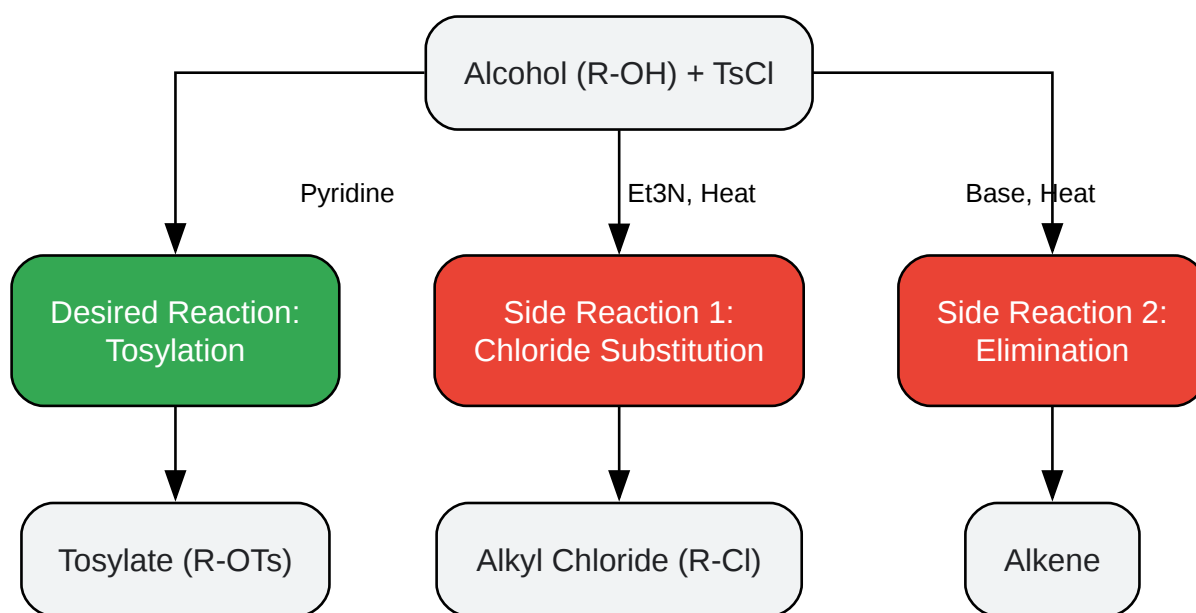 Alcohol (R-OH) + TsCl
Pyridine
Et3N, Heat
Base, Heat
Desired Reaction:
Tosylation
Side Reaction 1:
Chloride Substitution
Side Reaction 2:
Elimination
Tosylate (R-OTs)
Alkyl Chloride (R-Cl)
Alkene